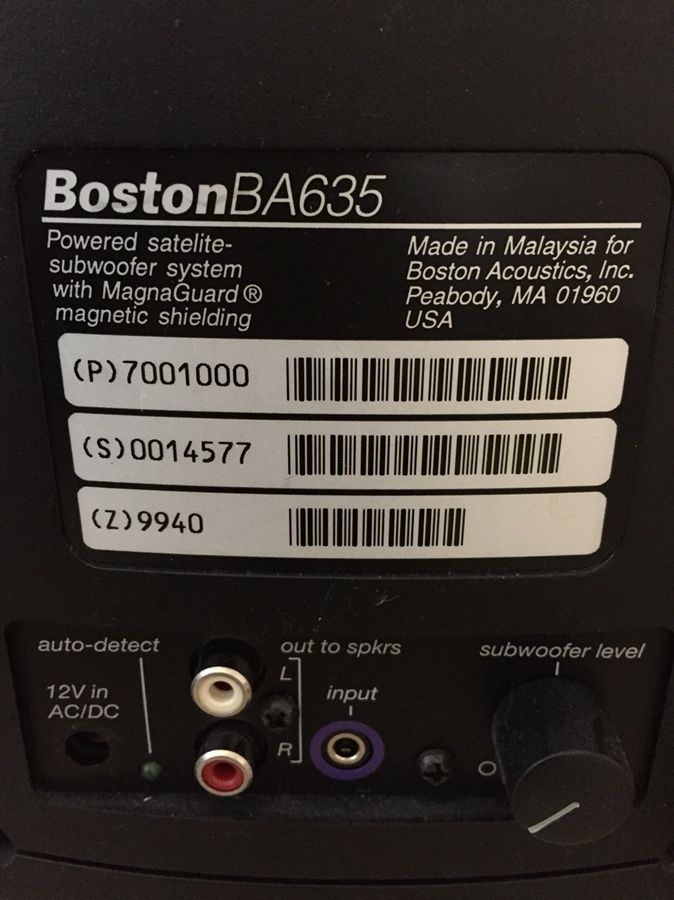 BostonBA635
Powered satelite-
subwoofer system
with MagnaGuard®
magnetic shielding
Made in Malaysia for
Boston Acoustics, Inc.
Peabody, MA 01960
USA
(P)7001000
(S)0014577
(Z)9940
auto-detect
12V in
AC/DC
out to spkrs
L
R
input
subwoofer level
O